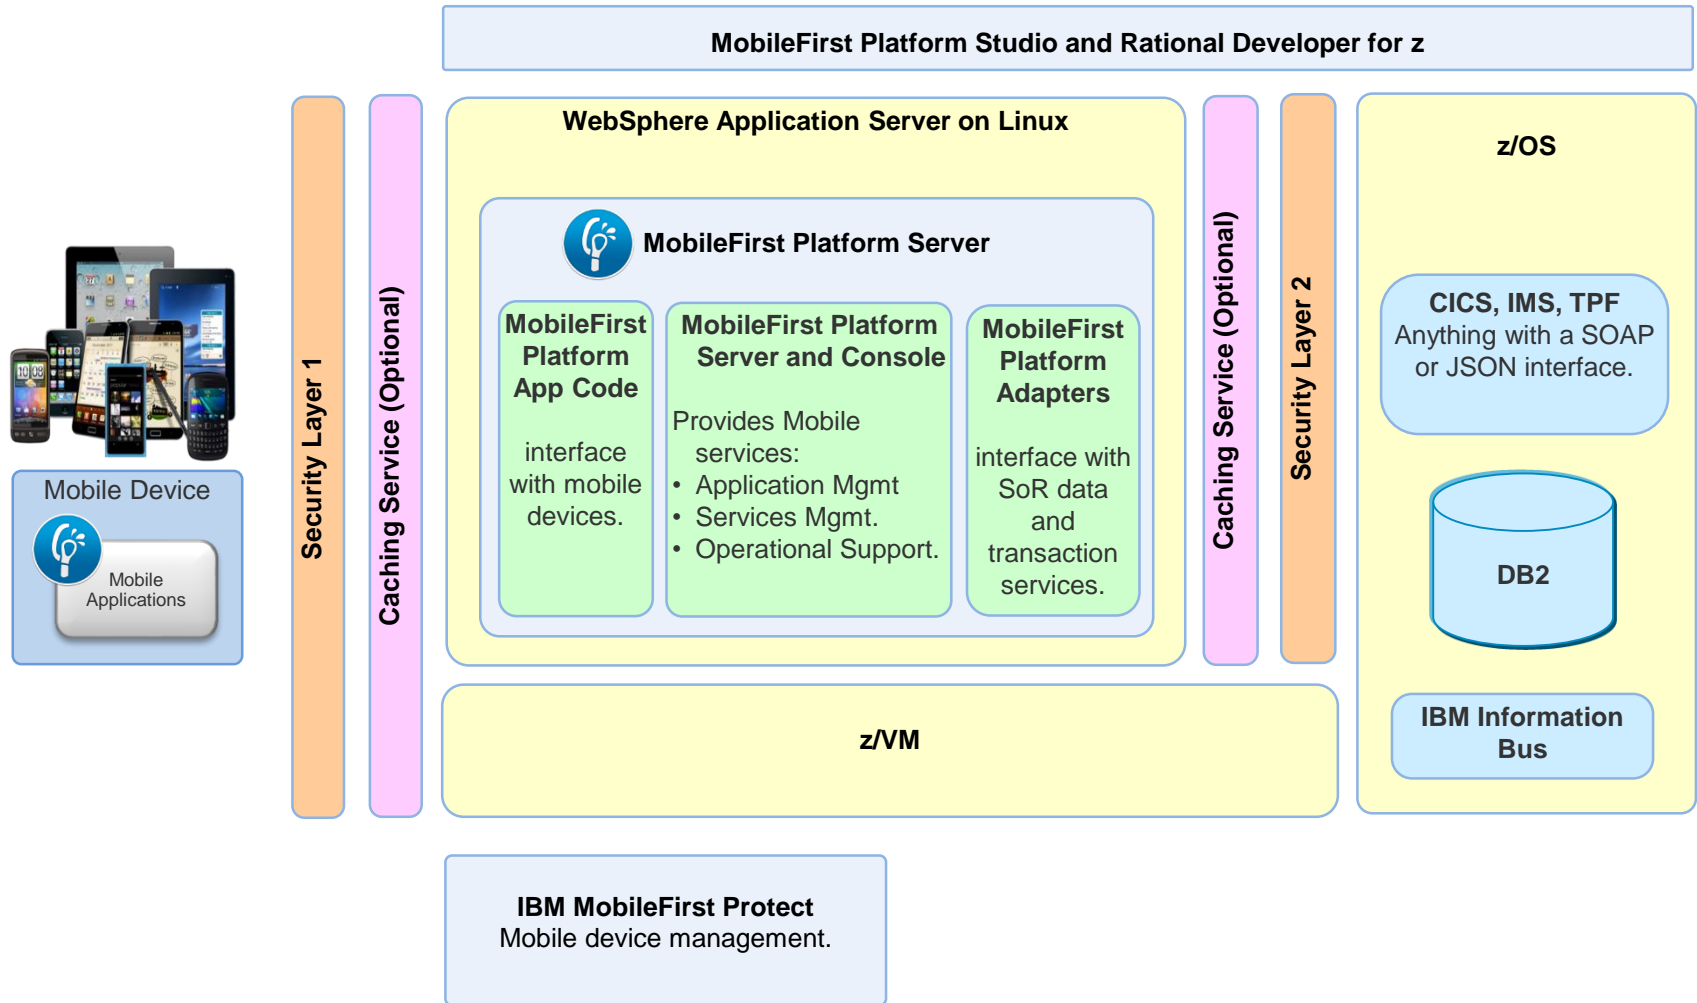 MobileFirst Platform Studio and Rational Developer for z
Security Layer 1
Caching Service (Optional)
WebSphere Application Server on Linux
MobileFirst Platform Server
MobileFirst
Platform
App Code
interface
with mobile
devices.
MobileFirst Platform
Server and Console
Provides Mobile
services:
• Application Mgmt
• Services Mgmt.
• Operational Support.
MobileFirst
Platform
Adapters
interface with
SoR data
and
transaction
services.
Caching Service (Optional)
Security Layer 2
z/OS
CICS, IMS, TPF
Anything with a SOAP
or JSON interface.
DB2
IBM Information
Bus
Mobile Device
Mobile
Applications
z/VM
IBM MobileFirst Protect
Mobile device management.